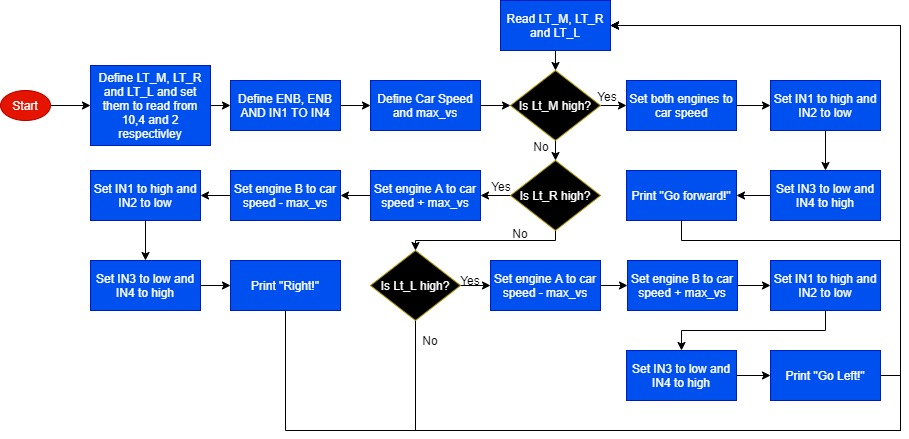 Read LT_M, LT_R
and LT_L
Start
Define LT_M, LT_R
and LT_L and set
them to read from
10,4 and 2
respectivley
Define ENB, ENB
AND IN1 TO IN4
Define Car Speed
and max_vs
Is Lt_M high?
Yes
Set both engines to
car speed
Set IN1 to high and
IN2 to low
No
Set IN1 to high and
IN2 to low
Set engine B to car
speed - max_vs
Set engine A to car
speed + max_vs
Yes
Is Lt_R high?
Print "Go forward!"
Set IN3 to low and
IN4 to high
No
Set IN3 to low and
IN4 to high
Print "Right!"
Is Lt_L high?
Yes
Set engine A to car
speed - max_vs
Set engine B to car
speed + max_vs
Set IN1 to high and
IN2 to low
No
Set IN3 to low and
IN4 to high
Print "Go Left!"